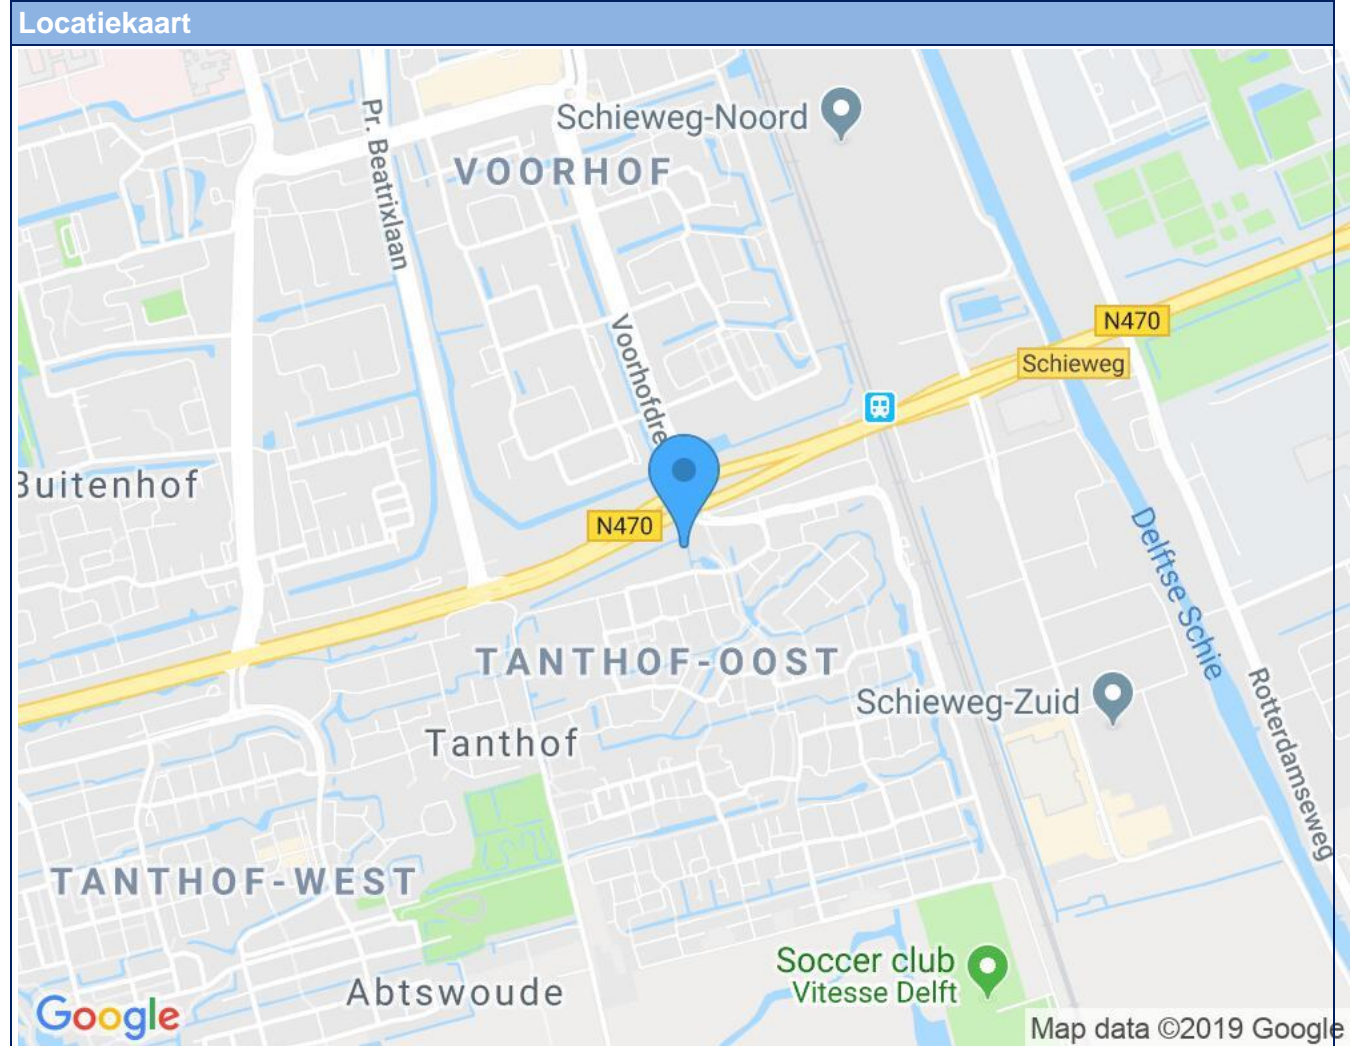 Locatiekaart
Schieweg-Noord
Pr. Beatrixlaan
VOORHOF
N470
Voorhofdre
Schieweg
Buitenhof
N470
Delftse Schie
TANTHOF-OOST
Schieweg-Zuid
Rotterdamseweg
Tanthof
TANTHOF-WEST
Soccer club
Vitesse Delft
Abtswoude
Google
Map data ©2019 Google